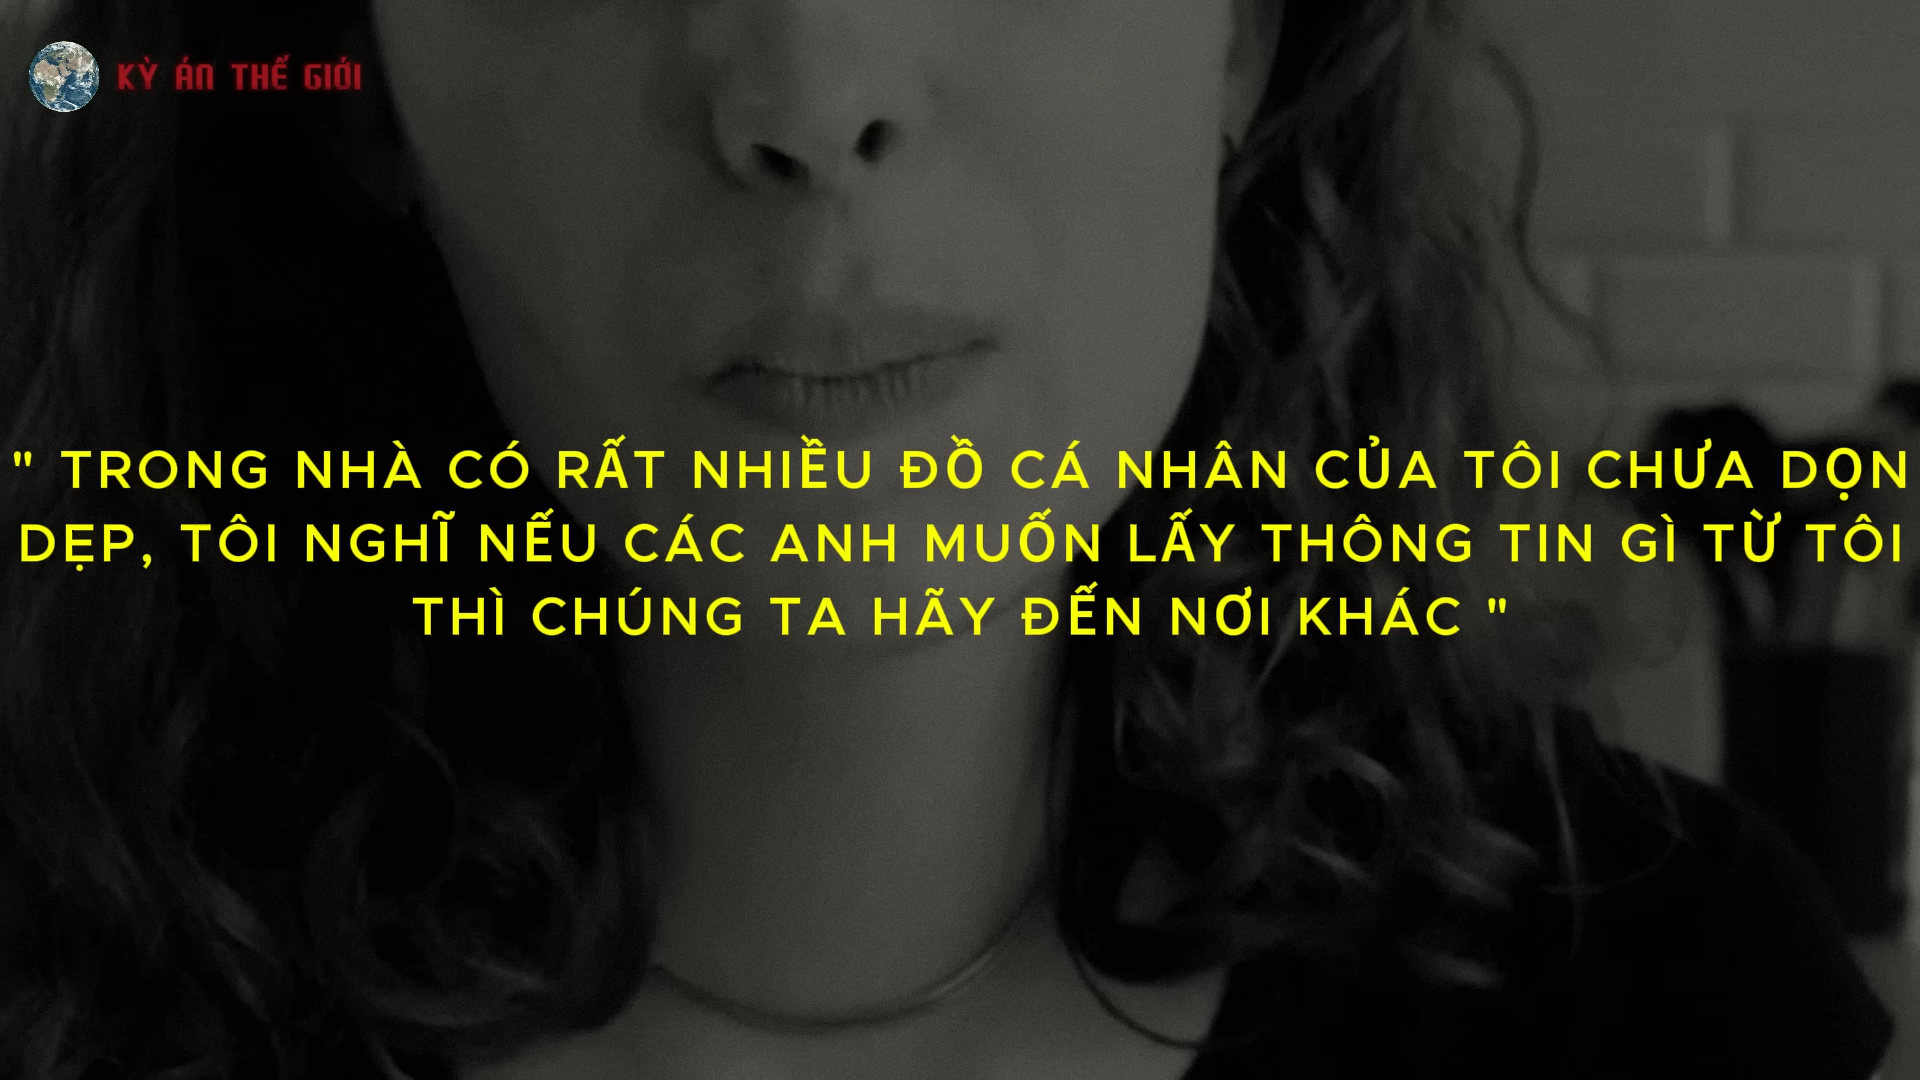 KỲ ÁN THẾ GIỚI
" TRONG NHÀ CÓ RẤT NHIỀU ĐỒ CÁ NHÂN CỦA TÔI CHƯA DỌN
DẸP, TÔI NGHĨ NẾU CÁC ANH MUỐN LẤY THÔNG TIN GÌ TỪ TÔI
THÌ CHÚNG TA HÃY ĐẾN NƠI KHÁC "